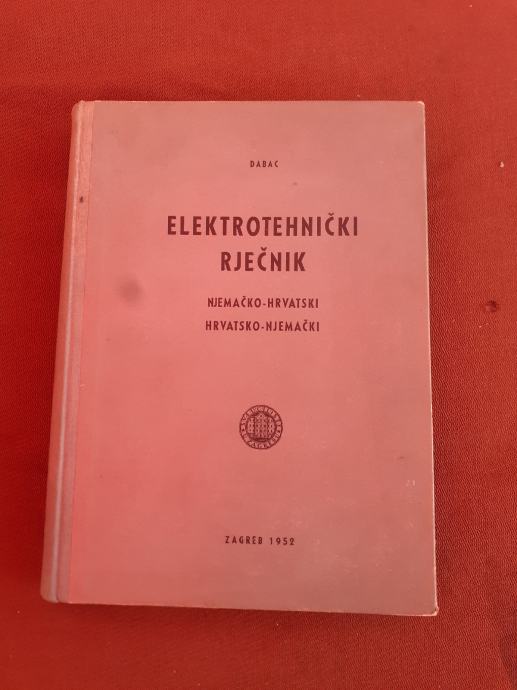 DABAC
ELEKTROTEHNIČKI
RJEČNIK
NJEMAČKO-HRVATSKI
HRVATSKO-NJEMAČKI
ZAGREB 1952